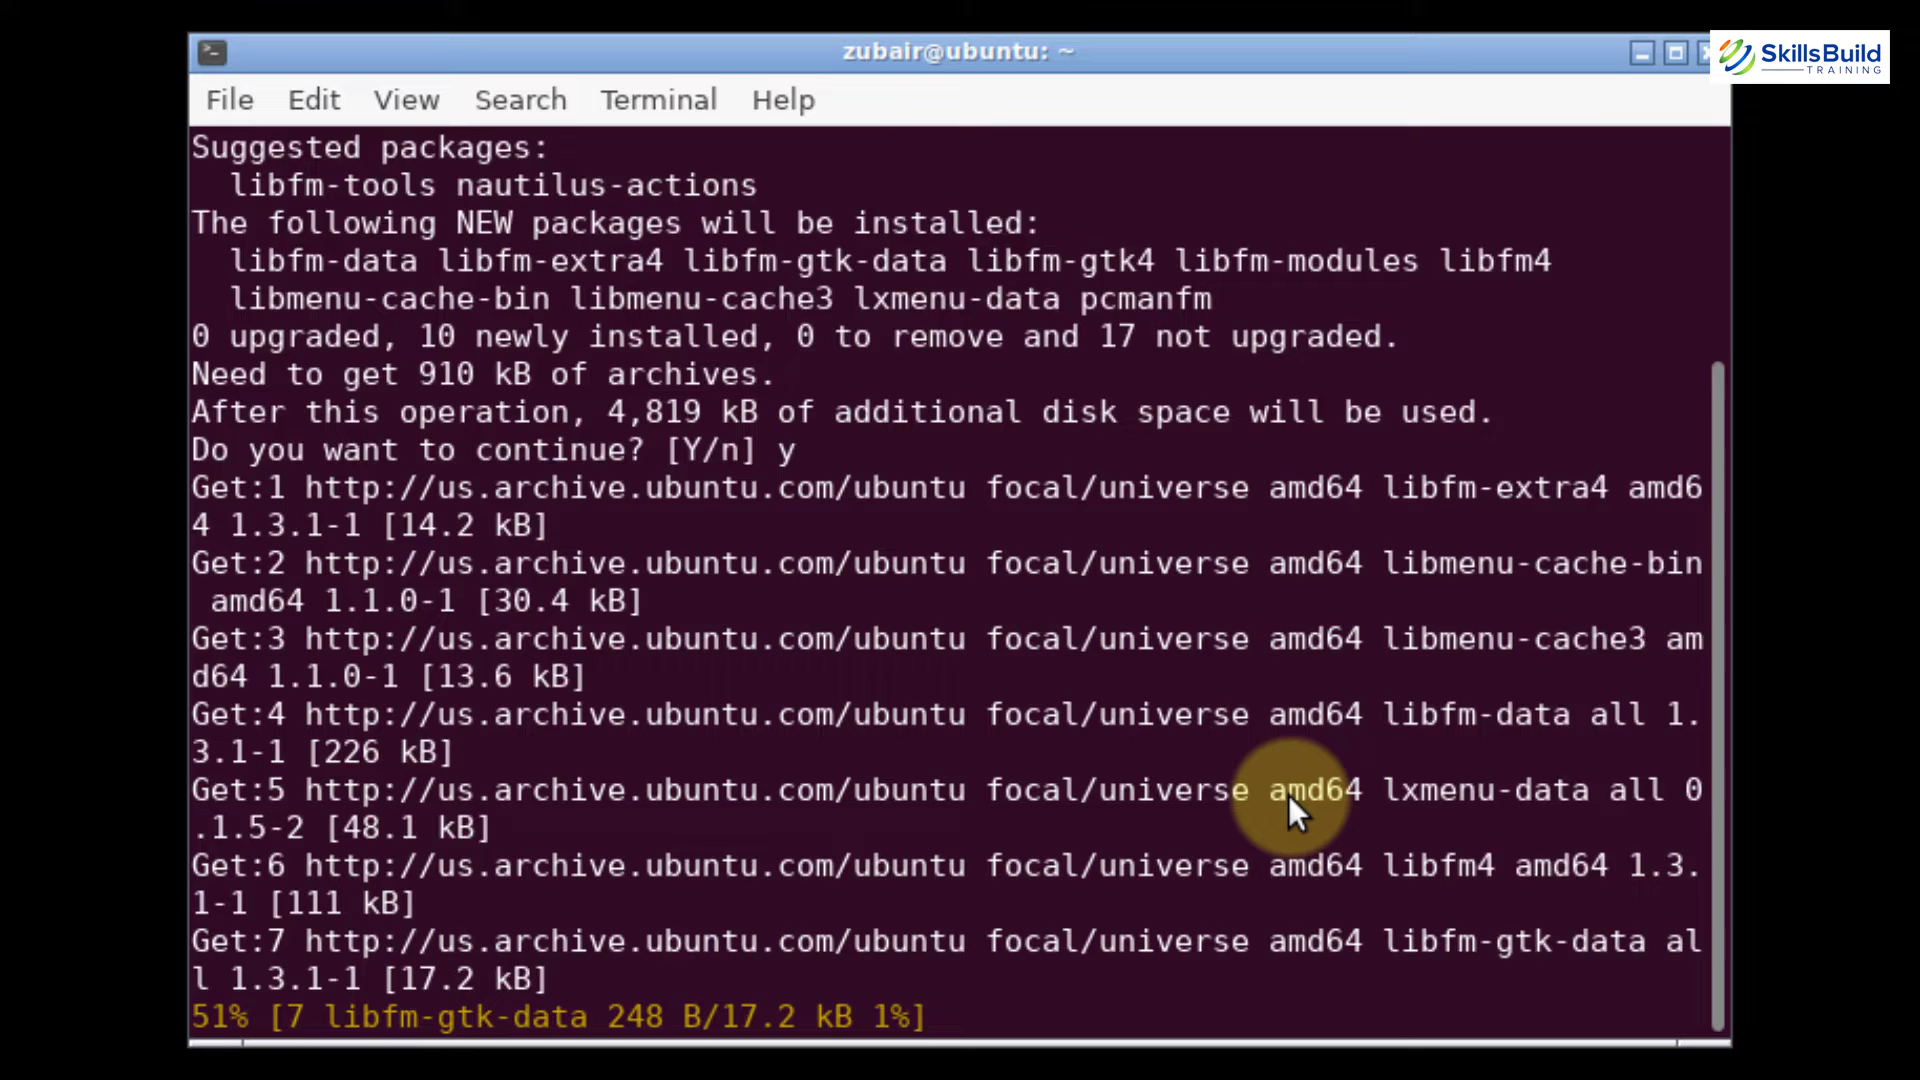 zubair@ubuntu: ~
SkillsBuild
TRAINING
File Edit View Search Terminal Help
Suggested packages:
  libfm-tools nautilus-actions
The following NEW packages will be installed:
  libfm-data libfm-extra4 libfm-gtk-data libfm-gtk4 libfm-modules libfm4
  libmenu-cache-bin libmenu-cache3 lxmenu-data pcmanfm
0 upgraded, 10 newly installed, 0 to remove and 17 not upgraded.
Need to get 910 kB of archives.
After this operation, 4,819 kB of additional disk space will be used.
Do you want to continue? [Y/n] y
Get:1 http://us.archive.ubuntu.com/ubuntu focal/universe amd64 libfm-extra4 amd6
4 1.3.1-1 [14.2 kB]
Get:2 http://us.archive.ubuntu.com/ubuntu focal/universe amd64 libmenu-cache-bin
 amd64 1.1.0-1 [30.4 kB]
Get:3 http://us.archive.ubuntu.com/ubuntu focal/universe amd64 libmenu-cache3 am
d64 1.1.0-1 [13.6 kB]
Get:4 http://us.archive.ubuntu.com/ubuntu focal/universe amd64 libfm-data all 1.
3.1-1 [226 kB]
Get:5 http://us.archive.ubuntu.com/ubuntu focal/universe amd64 lxmenu-data all 0
.1.5-2 [48.1 kB]
Get:6 http://us.archive.ubuntu.com/ubuntu focal/universe amd64 libfm4 amd64 1.3.
1-1 [111 kB]
Get:7 http://us.archive.ubuntu.com/ubuntu focal/universe amd64 libfm-gtk-data al
l 1.3.1-1 [17.2 kB]
51% [7 libfm-gtk-data 248 B/17.2 kB 1%]